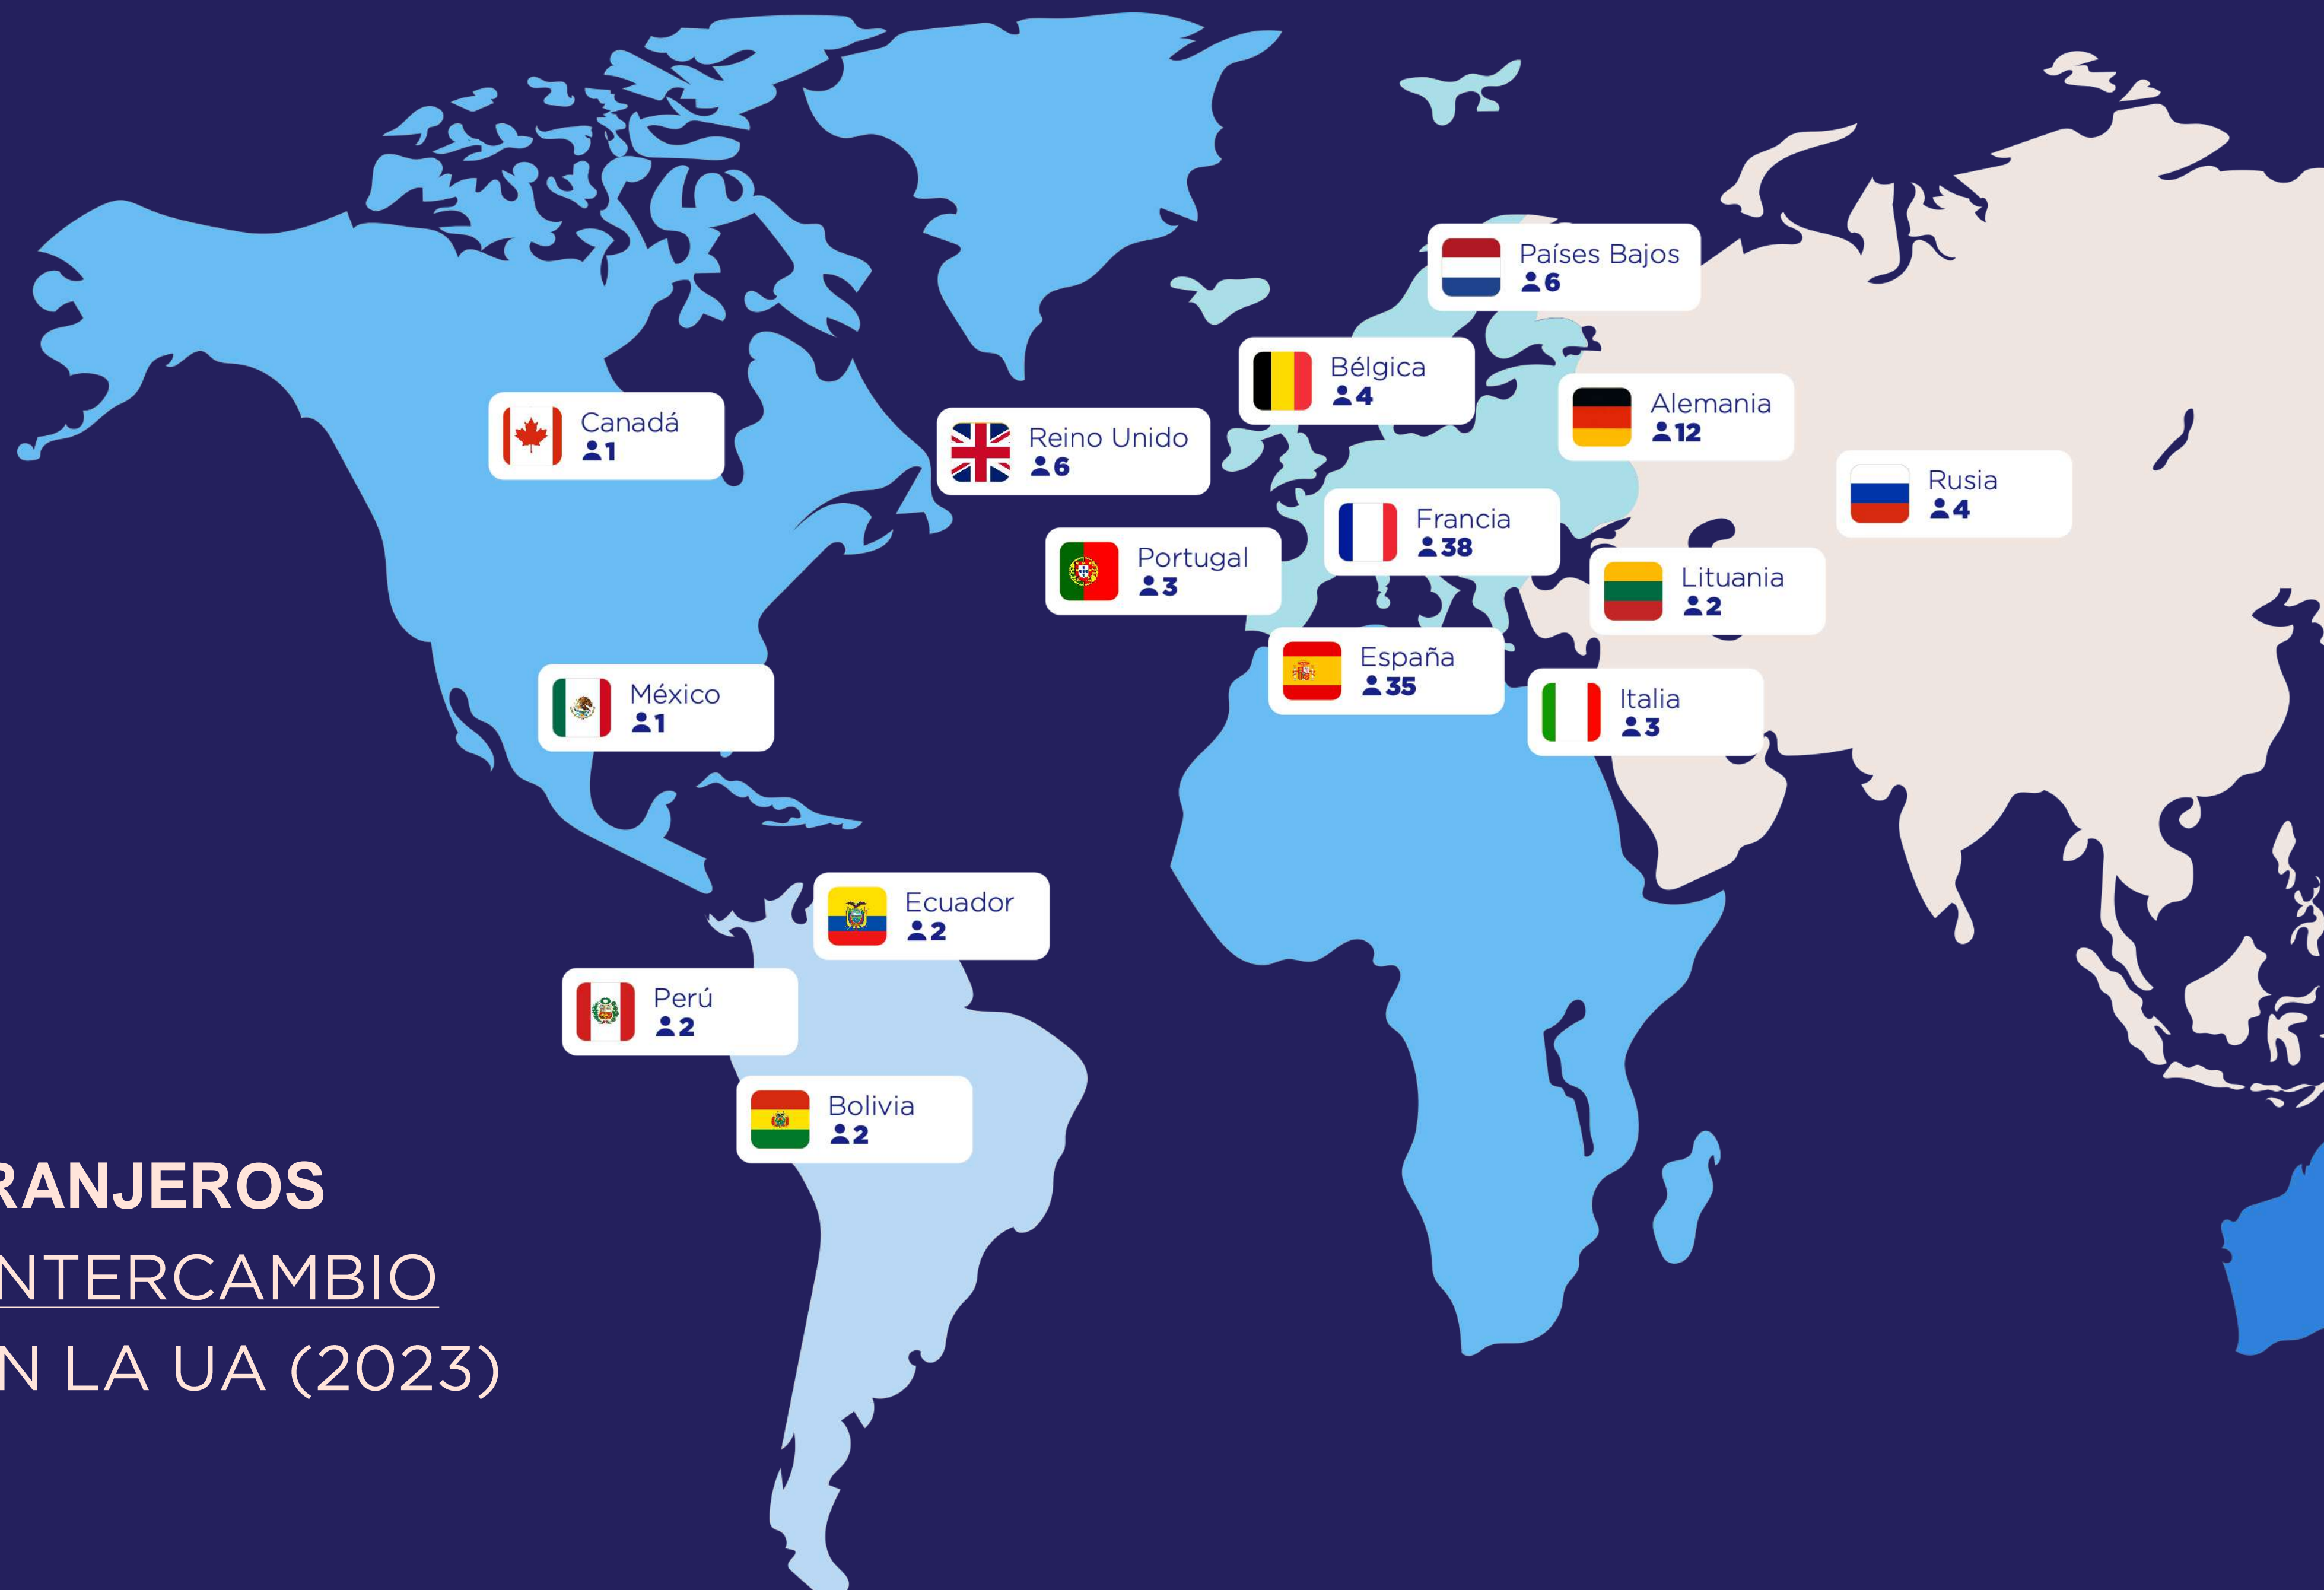 Países Bajos
6
Bélgica
4
Alemania
12
Canadá
1
Reino Unido
6
Rusia
4
Francia
38
Portugal
3
Lituania
2
España
35
México
1
Italia
3
Ecuador
2
Perú
2
Bolivia
2
RANJEROS
NTERCAMBIO
N LA UA (2023)